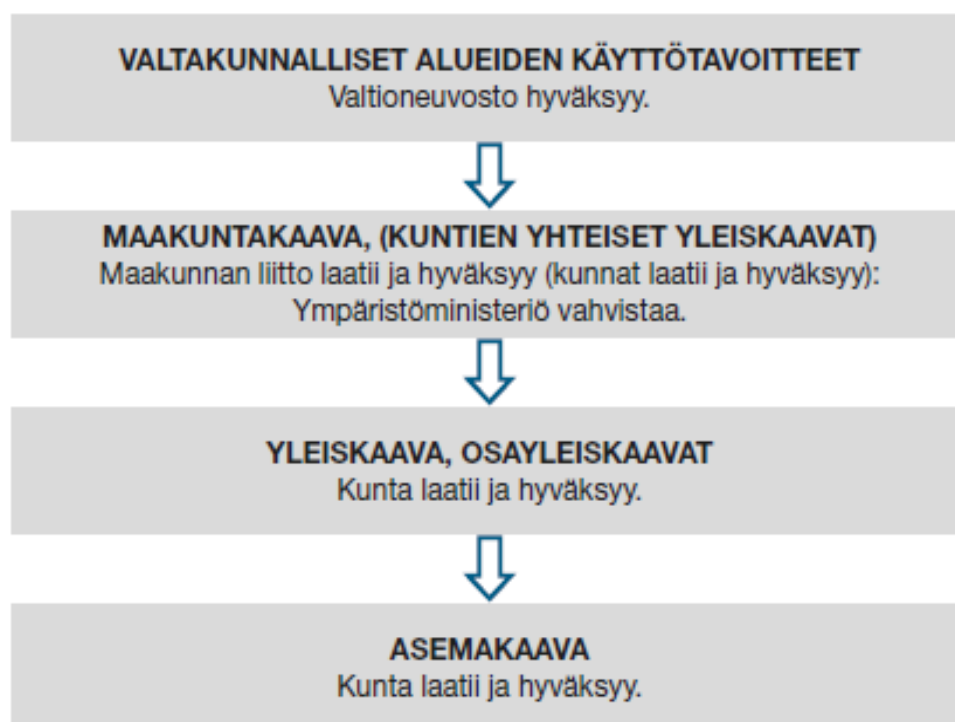 VALTAKUNNALLISET ALUEIDEN KÄYTTÖTAVOITTEET
Valtioneuvosto hyväksyy.
MAAKUNTAKAAVA, (KUNTIEN YHTEISET YLEISKAAVAT)
Maakunnan liitto laatii ja hyväksyy (kunnat laatii ja hyväksyy):
Ympäristöministeriö vahvistaa.
YLEISKAAVA, OSAYLEISKAAVAT
Kunta laatii ja hyväksyy.
ASEMAKAAVA
Kunta laatii ja hyväksyy.